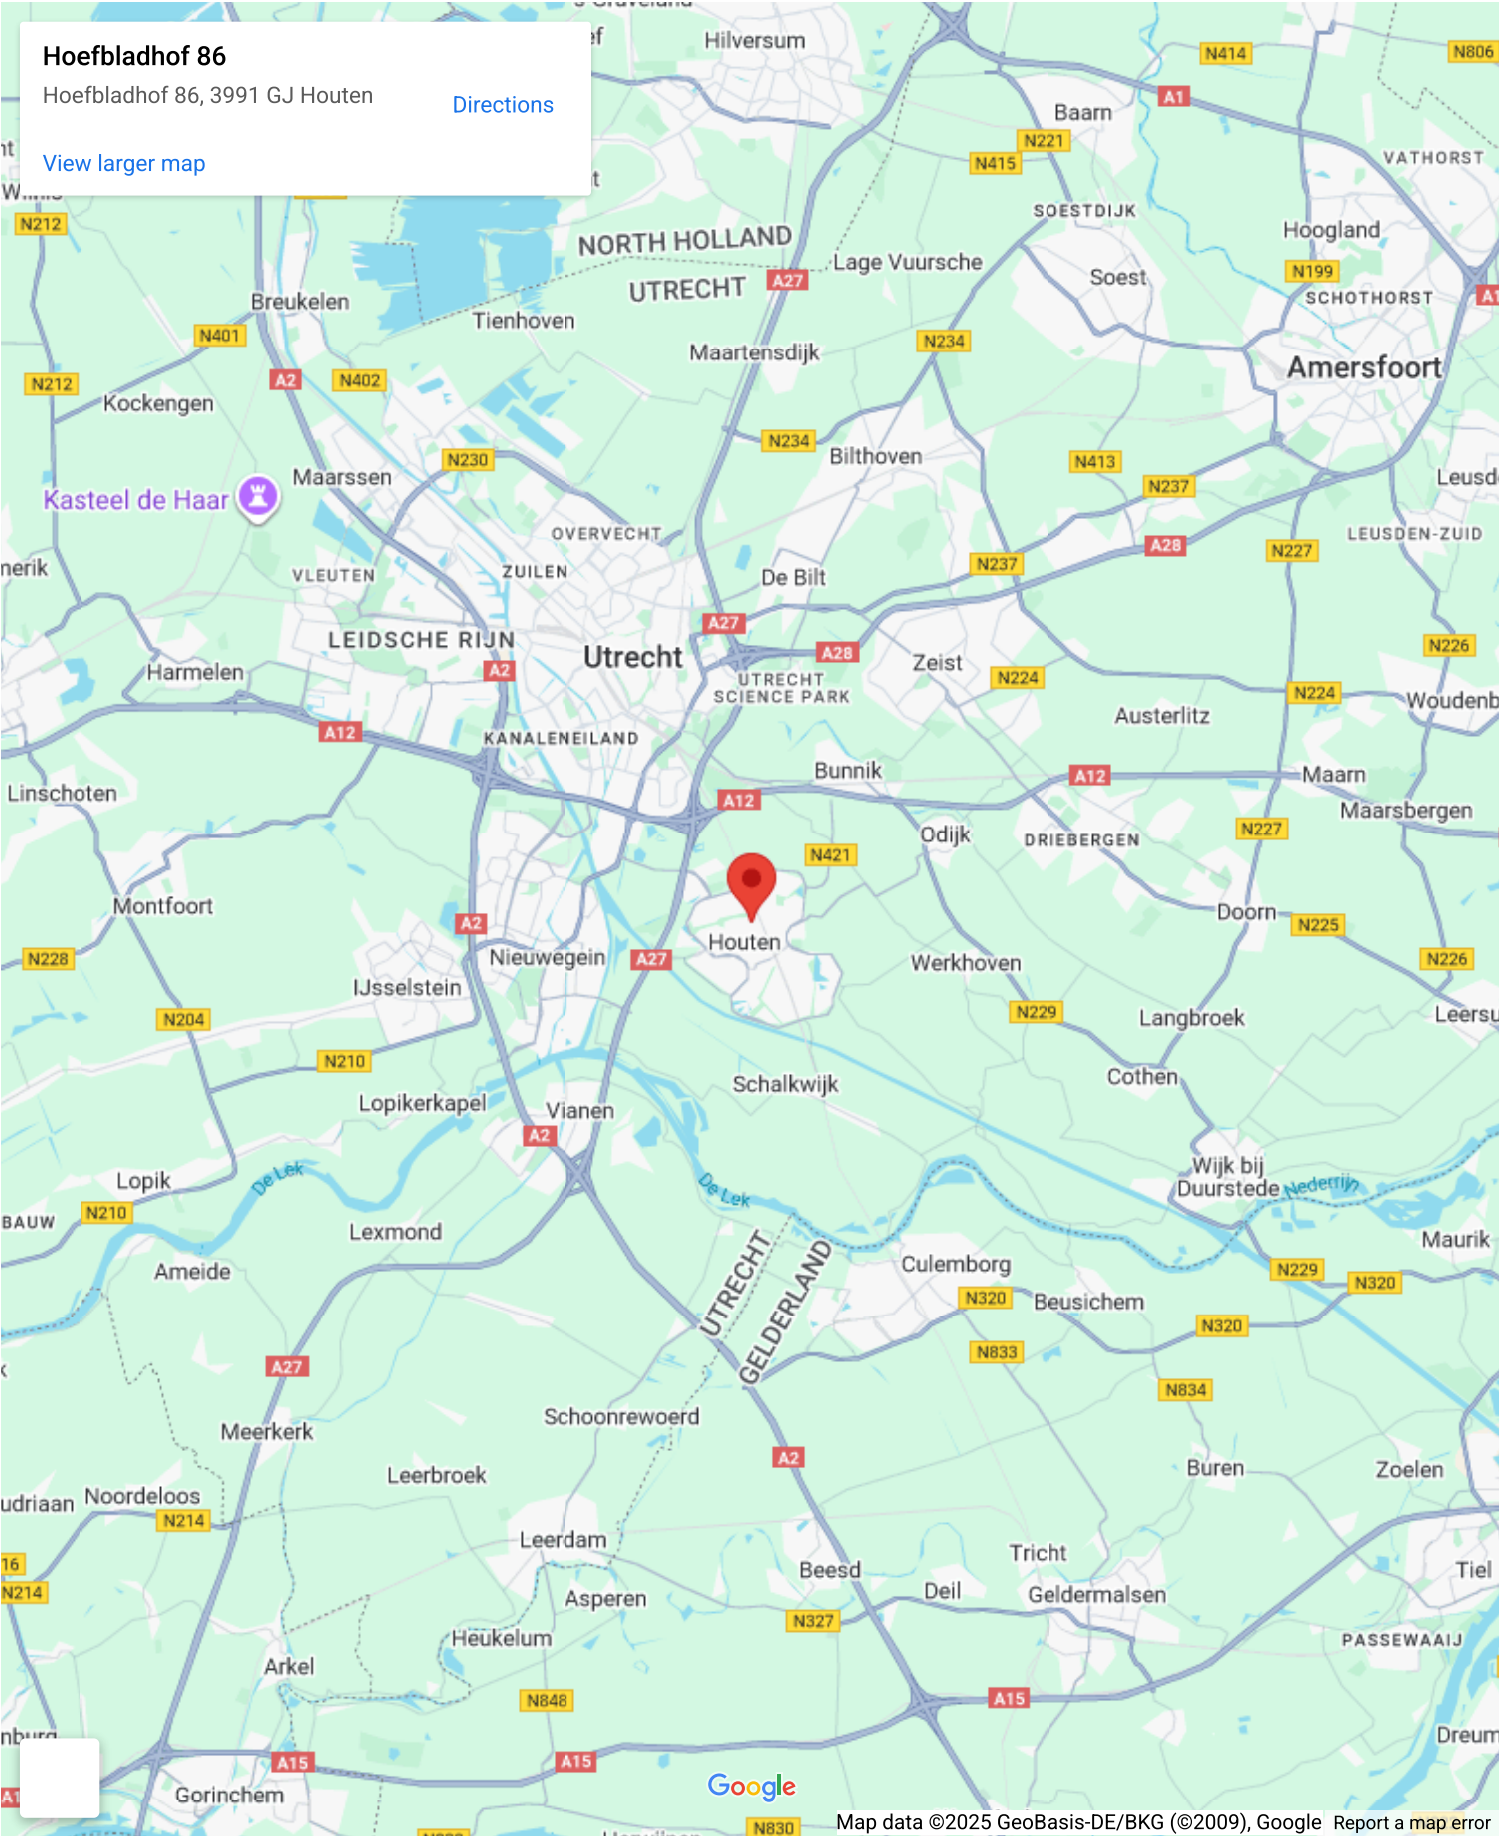 Hoefbladhof 86
Hoefbladhof 86, 3991 GJ Houten
Directions
View larger map
Hilversum
N414
N806
A1
Baarn
N221
N415
VATHORST
SOESTDIJK
N212
Hoogland
NORTH HOLLAND
Lage Vuursche
N199
Soest
UTRECHT
A27
SCHOTHORST
Breukelen
Tienhoven
N401
N234
Maartensdijk
Amersfoort
N212
A2
N402
Kockengen
N234
Bilthoven
N230
N413
Maarssen
N237
Kasteel de Haar
OVERVECHT
LEUSDEN-ZUID
A28
N227
N237
VLEUTEN
ZUILEN
De Bilt
A27
LEIDSCHE RIJN
N226
Utrecht
A28
Zeist
Harmelen
A2
N224
UTRECHT
SCIENCE PARK
N224
Austerlitz
A12
KANALENEILAND
Bunnik
A12
Maarn
Linschoten
A12
Maarsbergen
Odijk
DRIEBERGEN
N227
N421
Montfoort
Doorn
A2
N225
Houten
Nieuwegein
N228
A27
Werkhoven
N226
IJsselstein
N204
N229
Langbroek
N210
Cothen
Schalkwijk
Lopikerkapel
Vianen
A2
Wijk bij
Duurstede
Lopik
De Lek
De Lek
Nederrijn
N210
Lexmond
Maurik
Culemborg
Ameide
N229
N320
UTRECHT
GELDERLAND
N320
Beusichem
N320
N833
A27
N834
Schoonrewoerd
Meerkerk
A2
Buren
Zoelen
Leerbroek
Noordeloos
N214
Leerdam
Tricht
Beesd
Tiel
N214
Deil
Geldermalsen
Asperen
N327
Heukelum
PASSEWAAIJ
Arkel
N848
A15
A15
A15
Google
Gorinchem
Map data ©2025 GeoBasis-DE/BKG (©2009), Google
Report a map error
N830